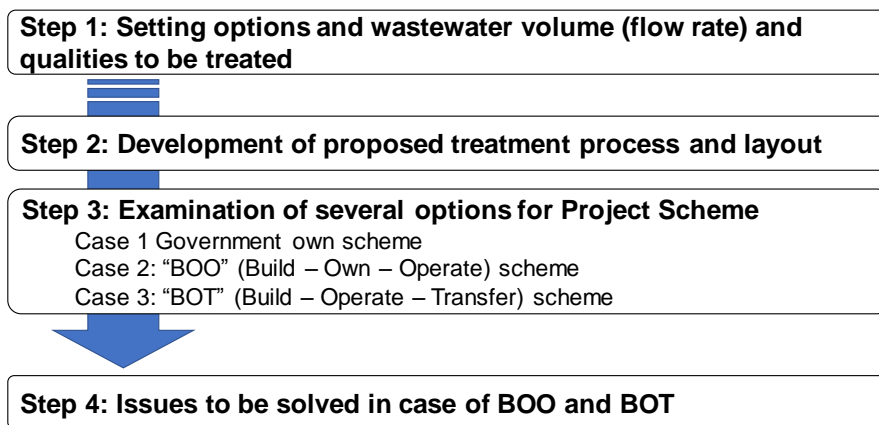 Step 1: Setting options and wastewater volume (flow rate) and
qualities to be treated
Step 2: Development of proposed treatment process and layout
Step 3: Examination of several options for Project Scheme
Case 1 Government own scheme
Case 2: “BOO” (Build – Own – Operate) scheme
Case 3: “BOT” (Build – Operate – Transfer) scheme
Step 4: Issues to be solved in case of BOO and BOT